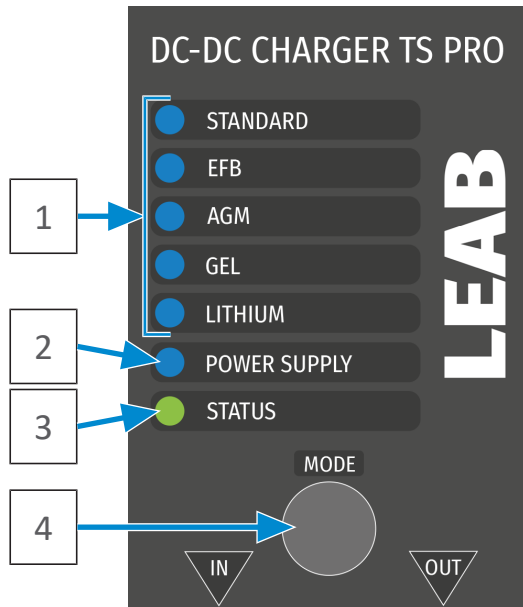 DC-DC CHARGER TS PRO
STANDARD
EFB
1
AGM
GEL
LITHIUM
2
POWER SUPPLY
3
STATUS
LEAB
MODE
4
IN
OUT